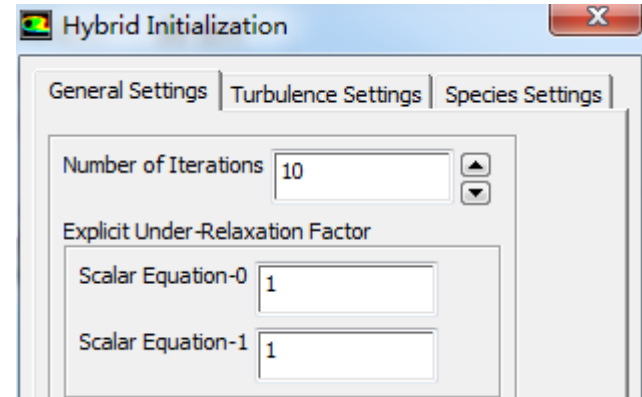 Hybrid Initialization
General Settings Turbulence Settings Species Settings
Number of Iterations 10
Explicit Under-Relaxation Factor
Scalar Equation-0 1
Scalar Equation-1 1